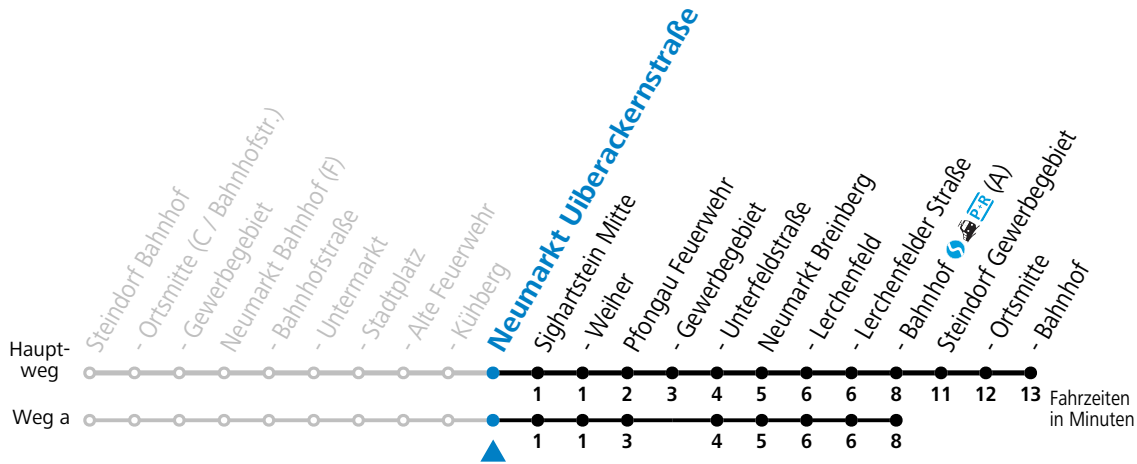 Steindorf Bahnhof
- Ortsmitte (C / Bahnhofstr.)
- Gewerbegebiet
Neumarkt Bahnhof (F)
- Bahnhofstraße
- Untermarkt
- Stadtplatz
- Alte Feuerwehr
- Kühberg
Neumarkt Uiberackernstraße
Sighartstein Mitte
- Weiher
Pfongau Feuerwehr
- Gewerbegebiet
- Unterfeldstraße
Neumarkt Breinberg
- Lerchenfeld
- Lerchenfelder Straße
- Bahnhof S P+R (A)
Steindorf Gewerbegebiet
- Ortsmitte
- Bahnhof
Haupt-
weg
1 1 2 3 4 5 6 6 8 11 12 13
Fahrzeiten
in Minuten
Weg a
1 1 3 4 5 6 6 8